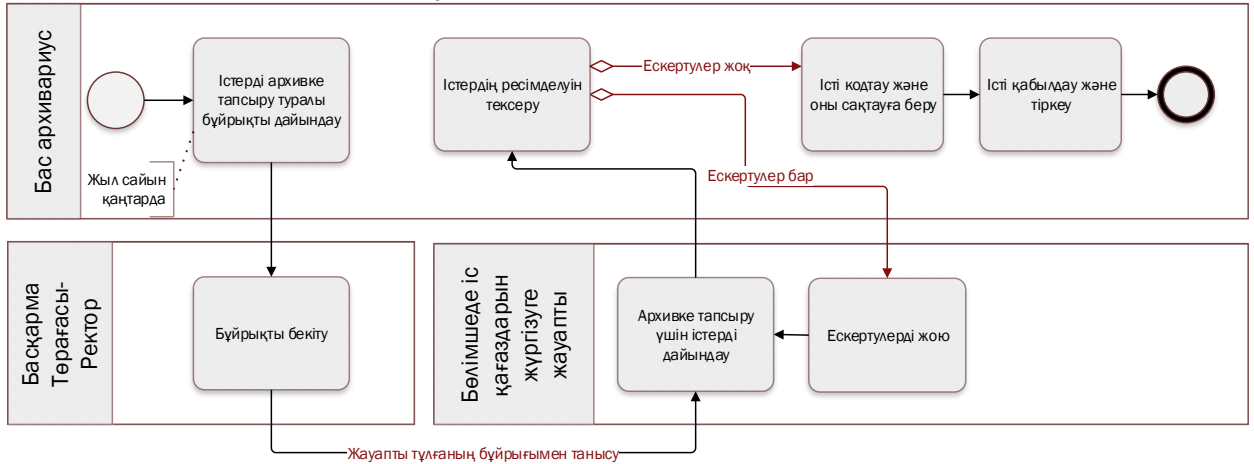 Бас архивариус
Істерді архивке
тапсыру туралы
бұйрықты дайындау
Жыл сайын
қаңтарда
Істердің ресімделуін
тексеру
Ескертулер жоқ
Ескертулер бар
Істі кодтау және
оны сақтауға беру
Істі қабылдау және
тіркеу
Басқарма
Төрағасы-
Ректор
Бұйрықты бекіту
Бөлімшеде іс
қағаздарын
жүргізуге
жауапты
Архивке тапсыру
үшін істерді
дайындау
Ескертулерді жою
Жауапты тұлғаның бұйрығымен танысу